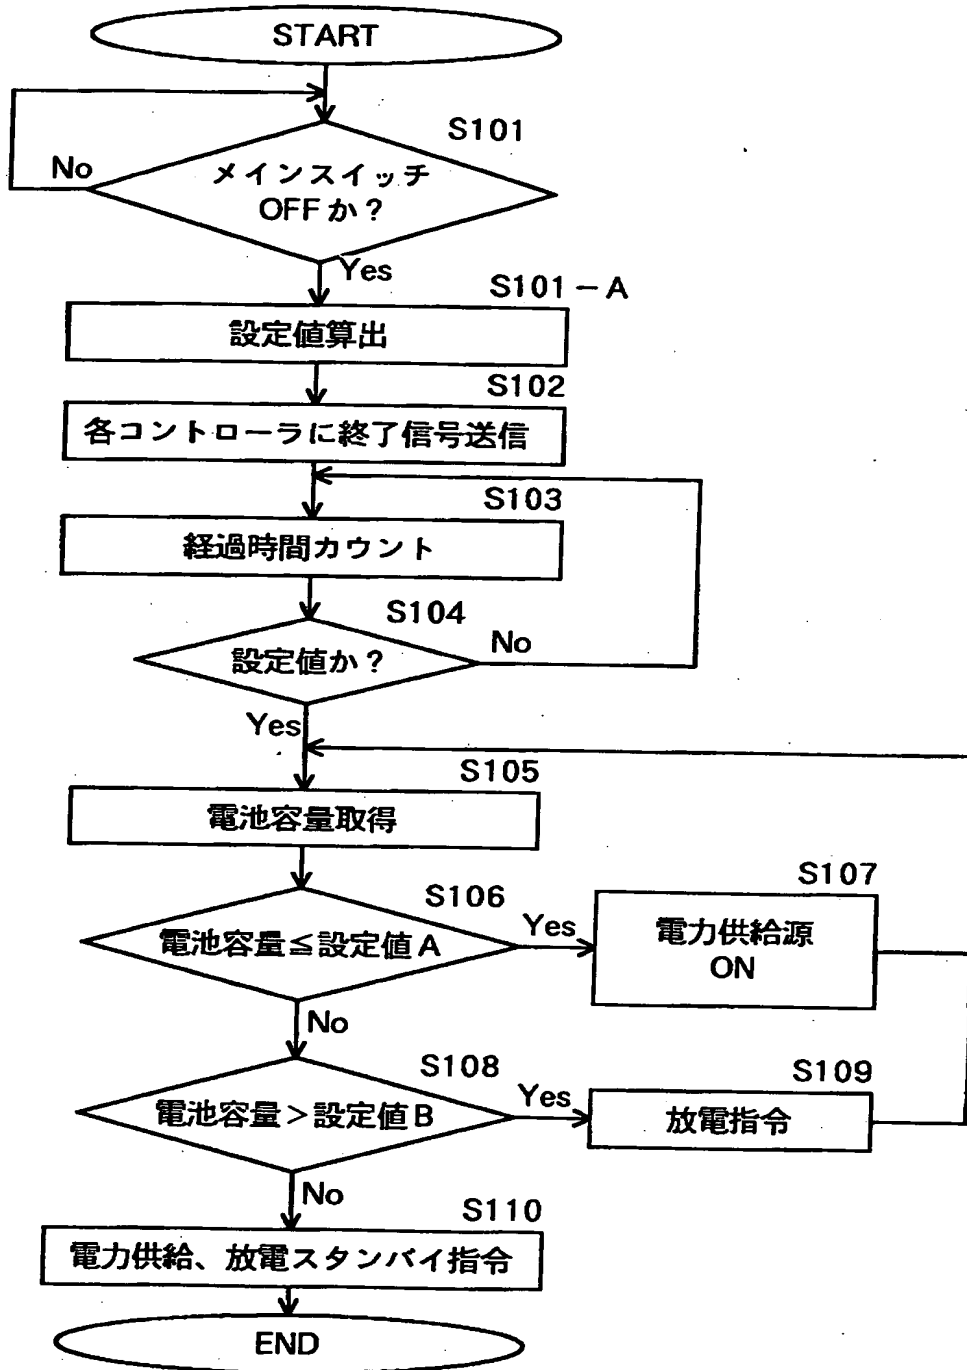 START
S101
No
メインスイッチ
OFFか？
Yes
S101－A
設定値算出
S102
各コントローラに終了信号送信
S103
経過時間カウント
S104
設定値か？
No
Yes
S105
電池容量取得
S106
電池容量≦設定値A
Yes
S107
電力供給源
ON
No
S108
電池容量＞設定値B
Yes
S109
放電指令
No
S110
電力供給、放電スタンバイ指令
END